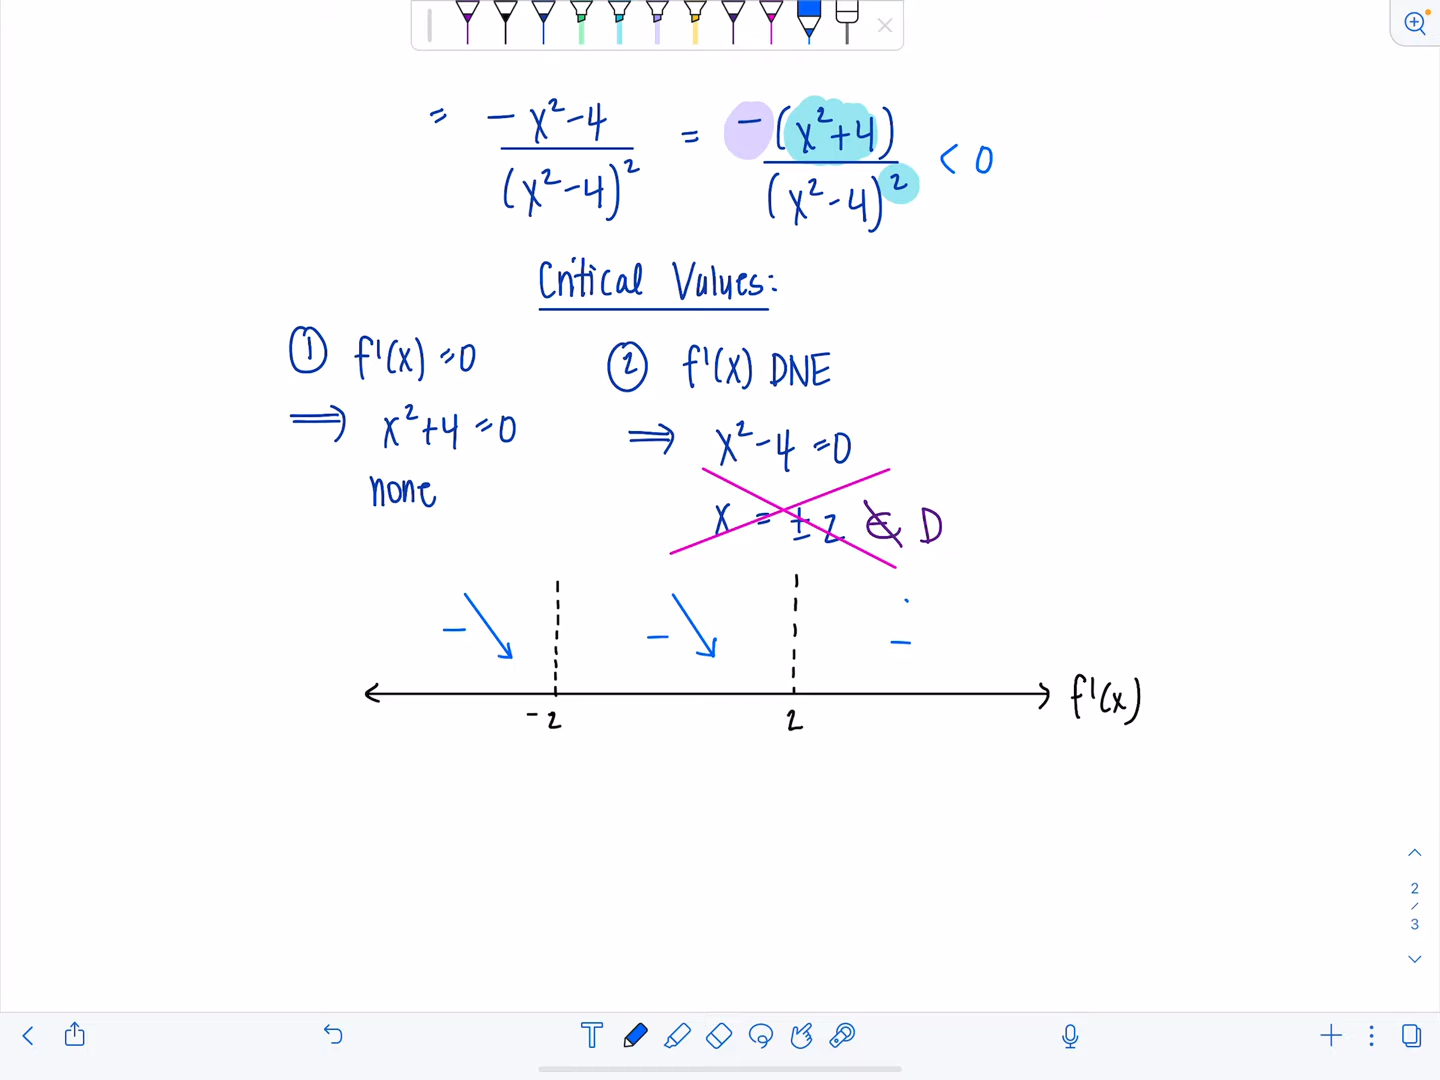 = -x²-4 / (x²-4)² = -(x²+4) / (x²-4)² < 0
Critical Values:
① f'(x) = 0 ② f'(x) DNE
⟹ x²+4 = 0 ⟹ x²-4 = 0
none
x = ±2 ∉ D
- - -
-2 2 f'(x)
2
/
3
T